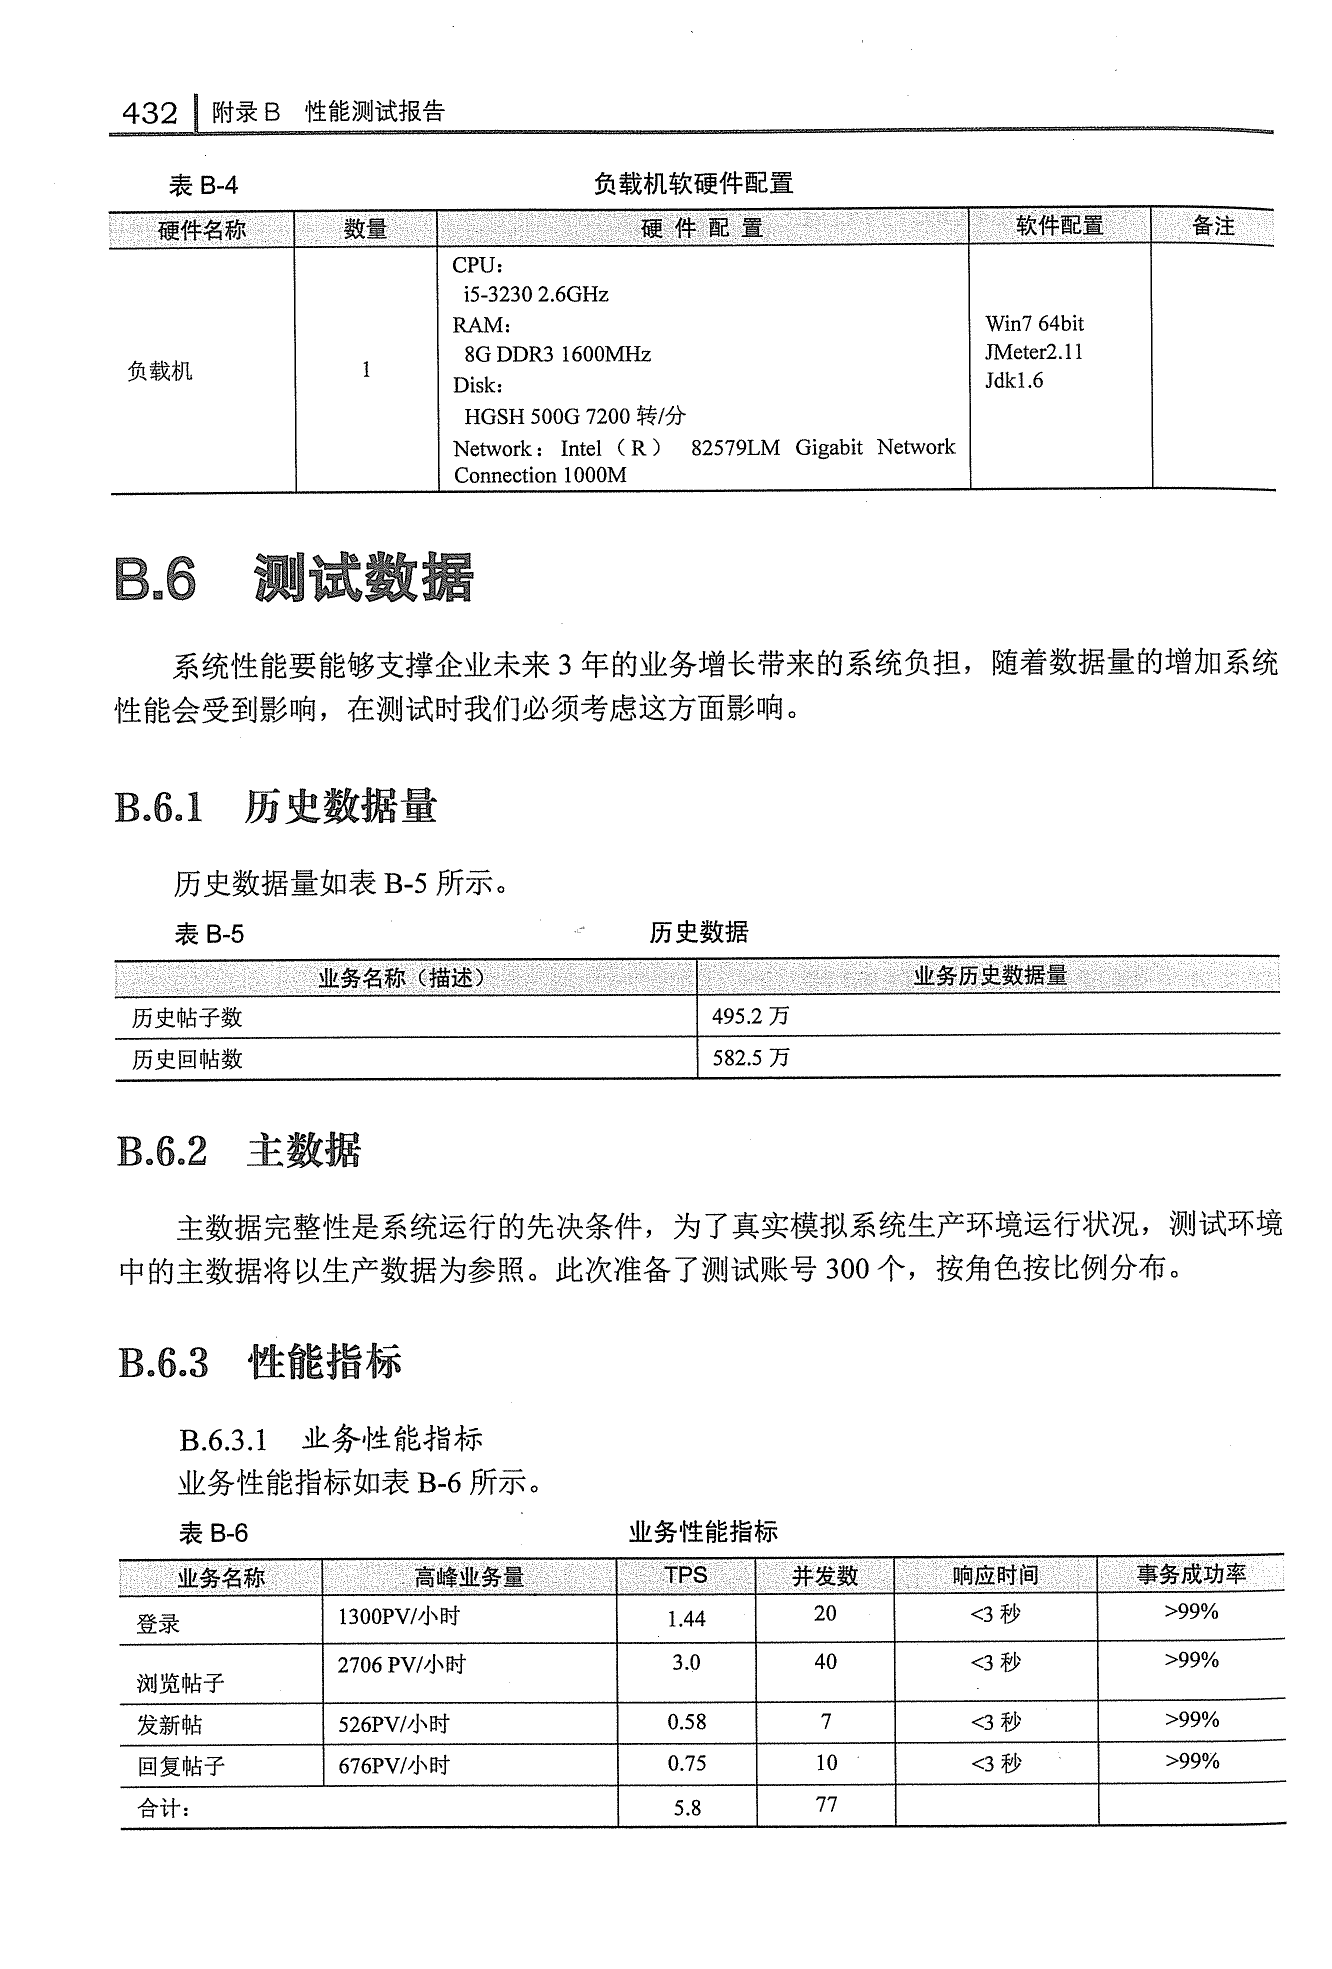 432 附录 B 性能测试报告
表 B-4 负载机软硬件配置
硬件名称 数量 硬 件 配 置 软件配置 备注
负载机 1
CPU：
i5-3230 2.6GHz
RAM：
8G DDR3 1600MHz
Disk：
HGSH 500G 7200 转/分
Network： Intel（R） 82579LM Gigabit Network
Connection 1000M
Win7 64bit
JMeter2.11
Jdk1.6
B.6 测试数据
系统性能要能够支撑企业未来 3 年的业务增长带来的系统负担，随着数据量的增加系统
性能会受到影响，在测试时我们必须考虑这方面影响。
B.6.1 历史数据量
历史数据量如表 B-5 所示。
表 B-5 历史数据
业务名称（描述） 业务历史数据量
历史帖子数 495.2 万
历史回帖数 582.5 万
B.6.2 主数据
主数据完整性是系统运行的先决条件，为了真实模拟系统生产环境运行状况，测试环境
中的主数据将以生产数据为参照。此次准备了测试账号 300 个，按角色按比例分布。
B.6.3 性能指标
B.6.3.1 业务性能指标
业务性能指标如表 B-6 所示。
表 B-6 业务性能指标
业务名称 高峰业务量 TPS 并发数 响应时间 事务成功率
登录 1300PV/小时 1.44 20 <3 秒 >99%
浏览帖子 2706 PV/小时 3.0 40 <3 秒 >99%
发新帖 526PV/小时 0.58 7 <3 秒 >99%
回复帖子 676PV/小时 0.75 10 <3 秒 >99%
合计： 5.8 77